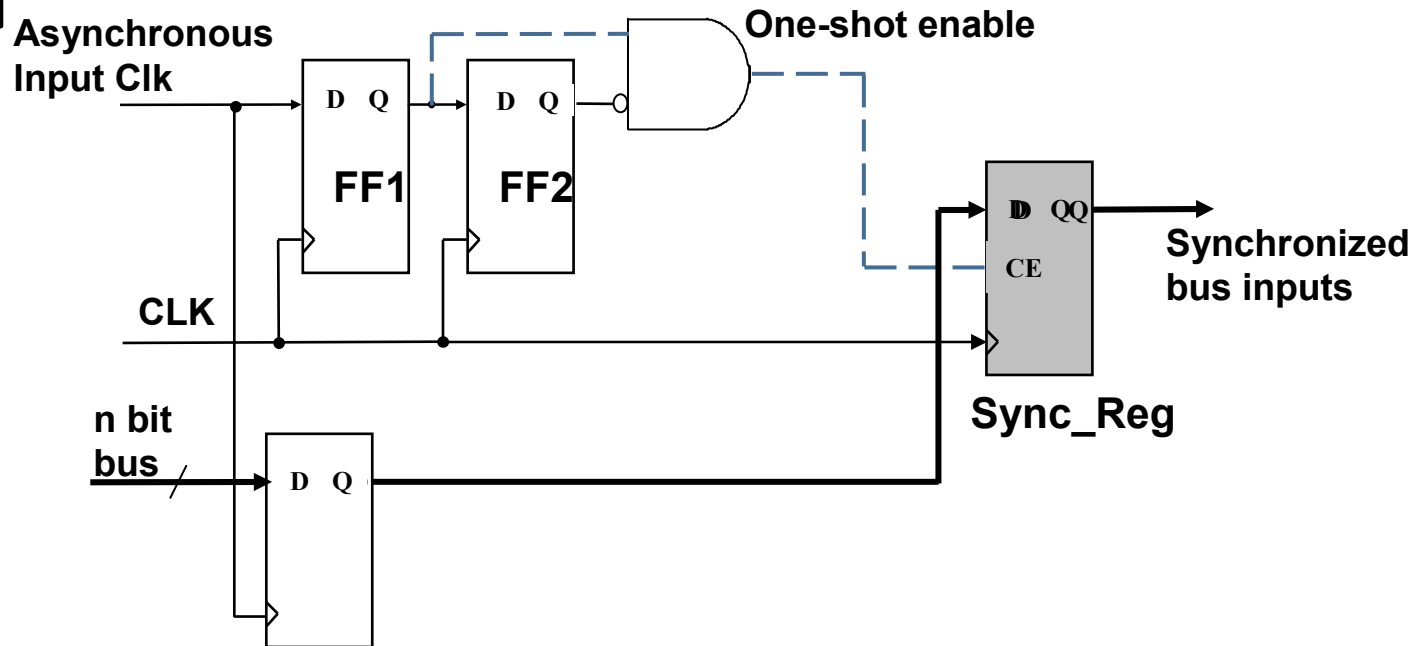 Asynchronous
Input Clk
One-shot enable
D Q
FF1
D Q
FF2
D QQ
CE
Synchronized
bus inputs
CLK
Sync_Reg
n bit
bus
D Q